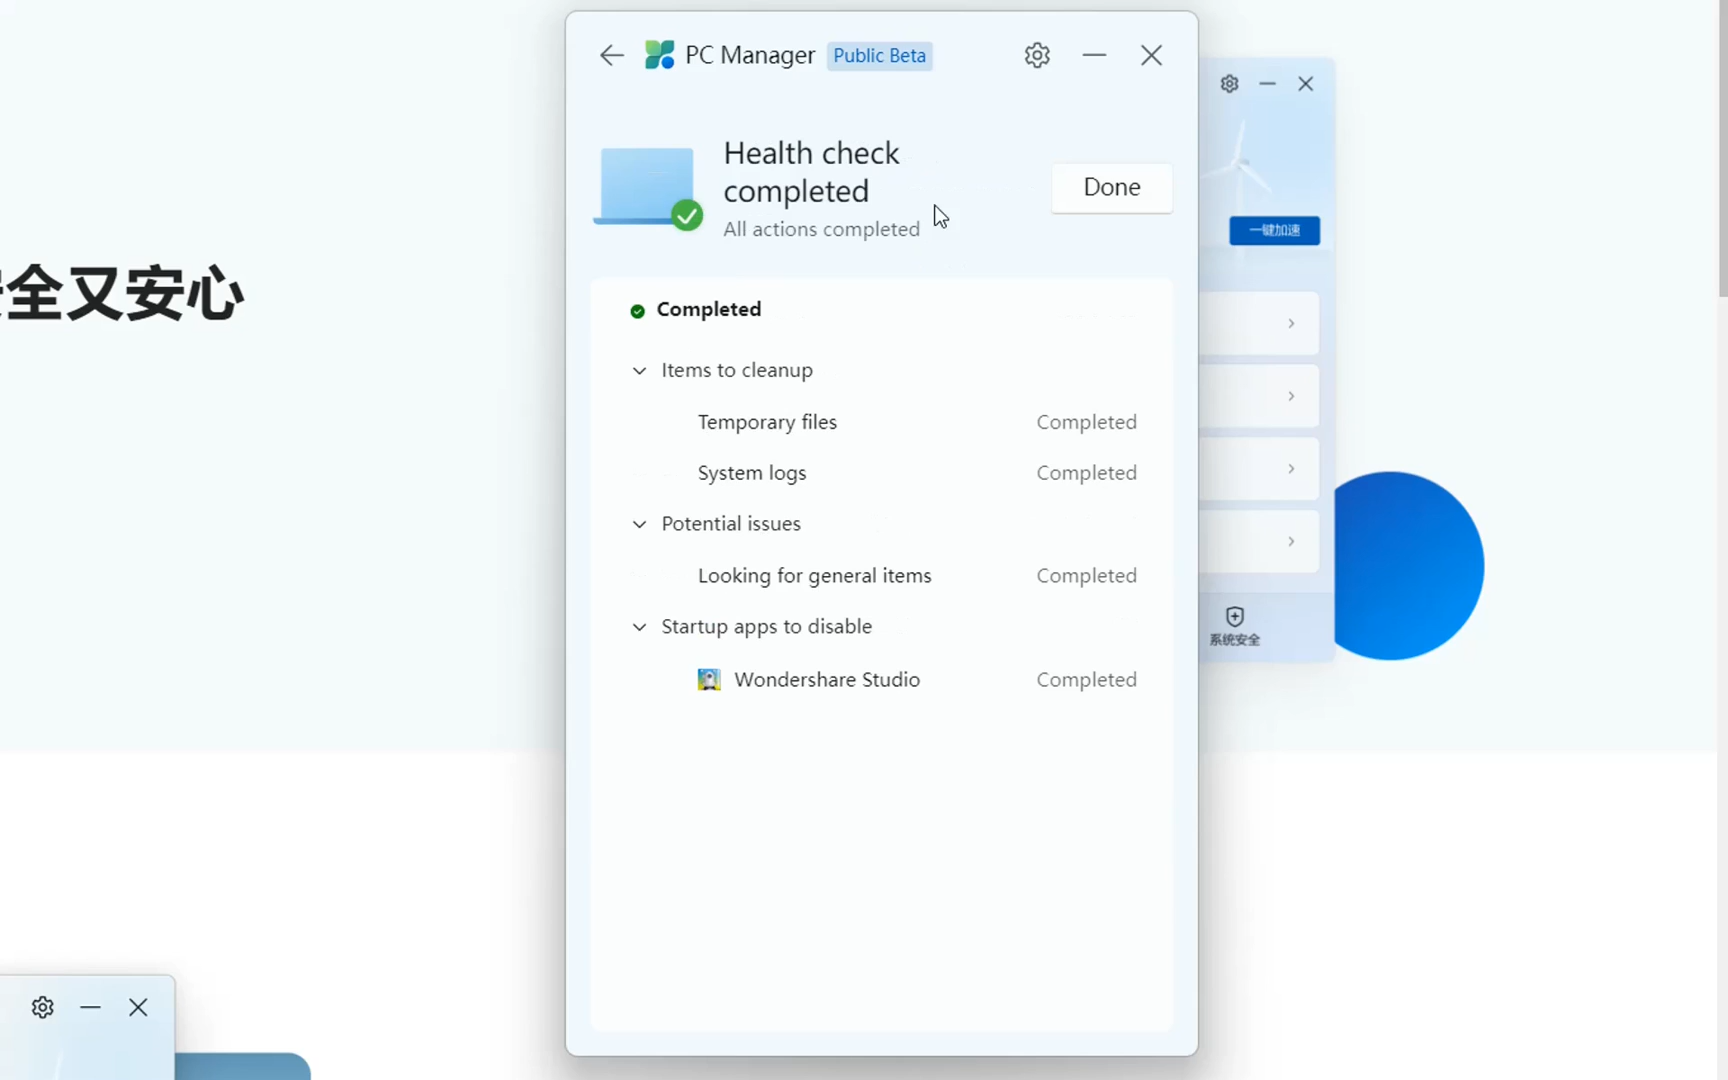 PC Manager Public Beta
Health check
completed
All actions completed
Done
Completed
Items to cleanup
Temporary files Completed
System logs Completed
Potential issues
Looking for general items Completed
Startup apps to disable
Wondershare Studio Completed
全又安心
一键加速
系统安全